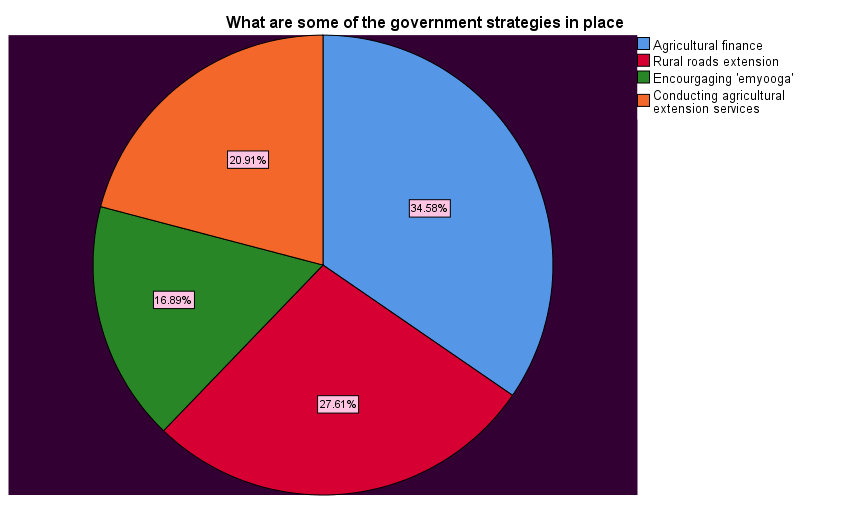 What are some of the government strategies in place
Agricultural finance
Rural roads extension
Encourgaging 'emyooga'
Conducting agricultural
extension services
20.91%
34.58%
16.89%
27.61%